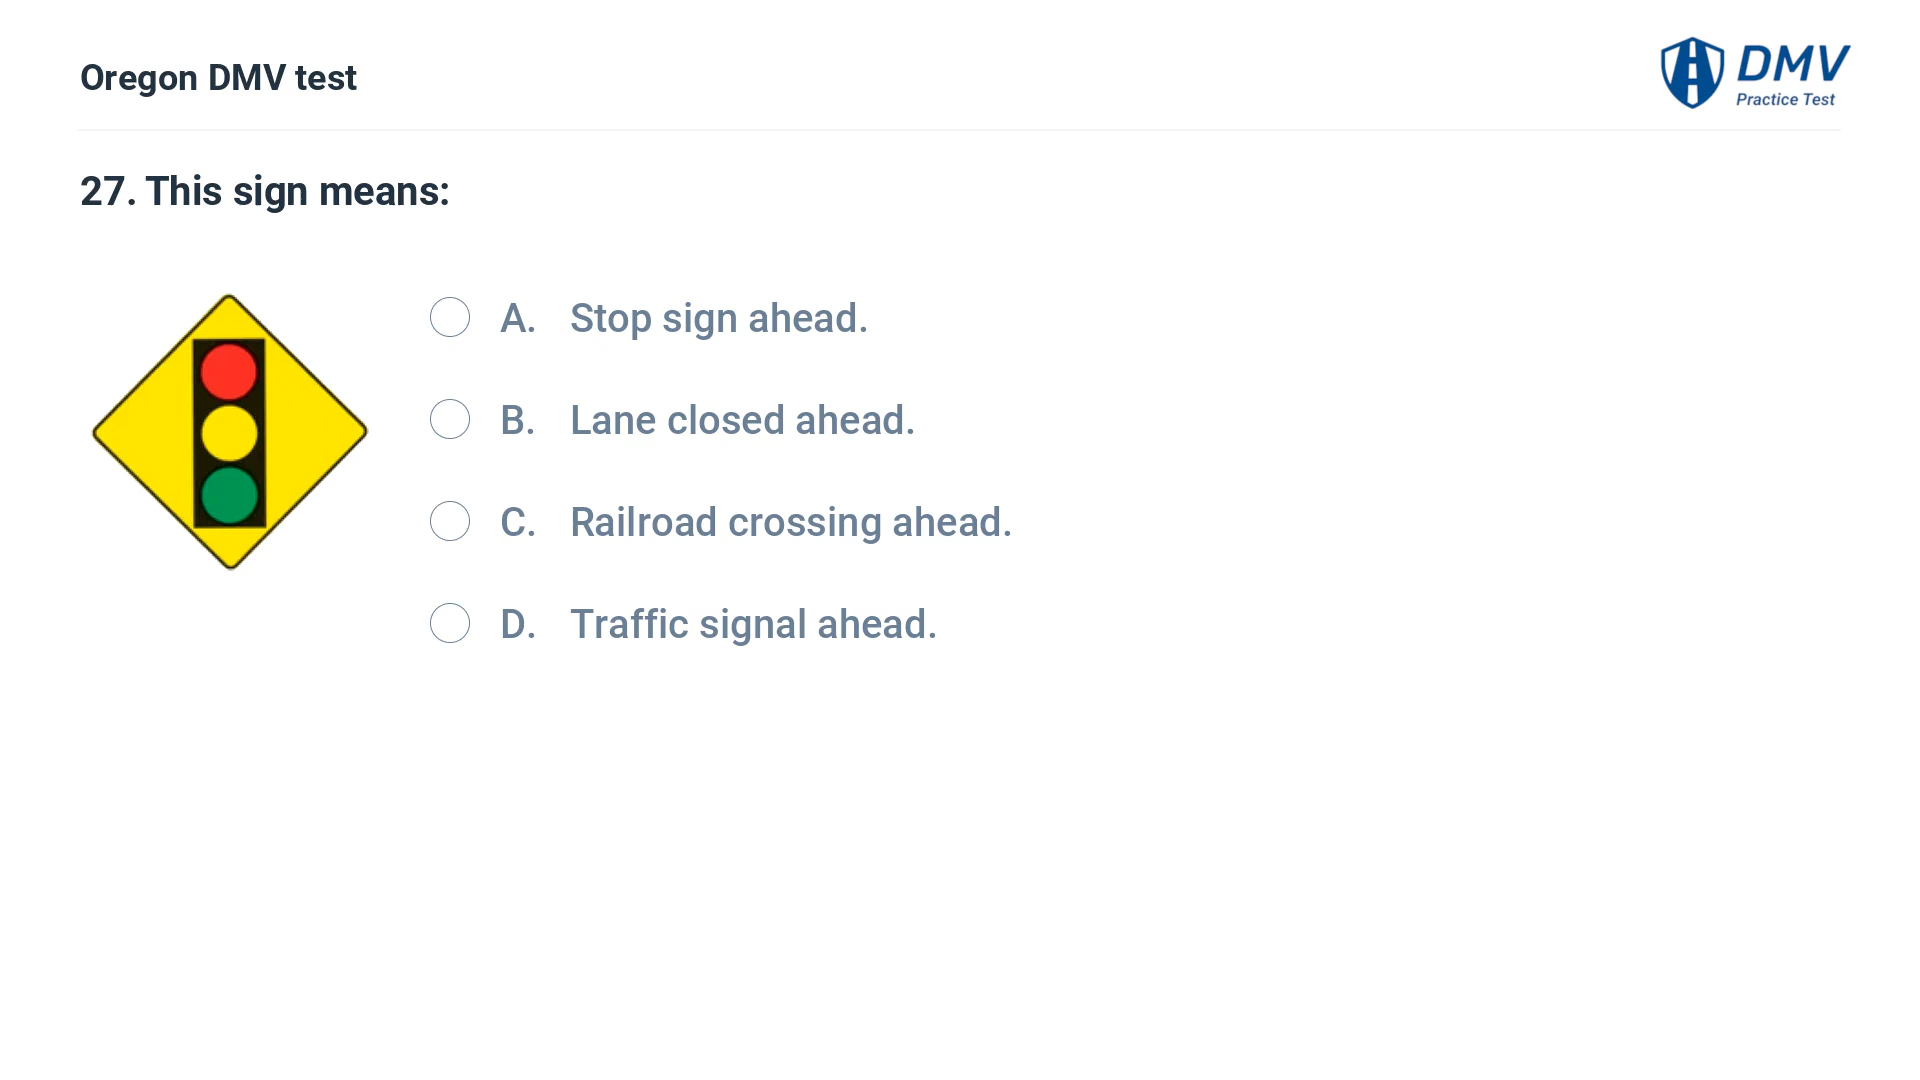 Oregon DMV test
DMV
Practice Test
27. This sign means:
A. Stop sign ahead.
B. Lane closed ahead.
C. Railroad crossing ahead.
D. Traffic signal ahead.